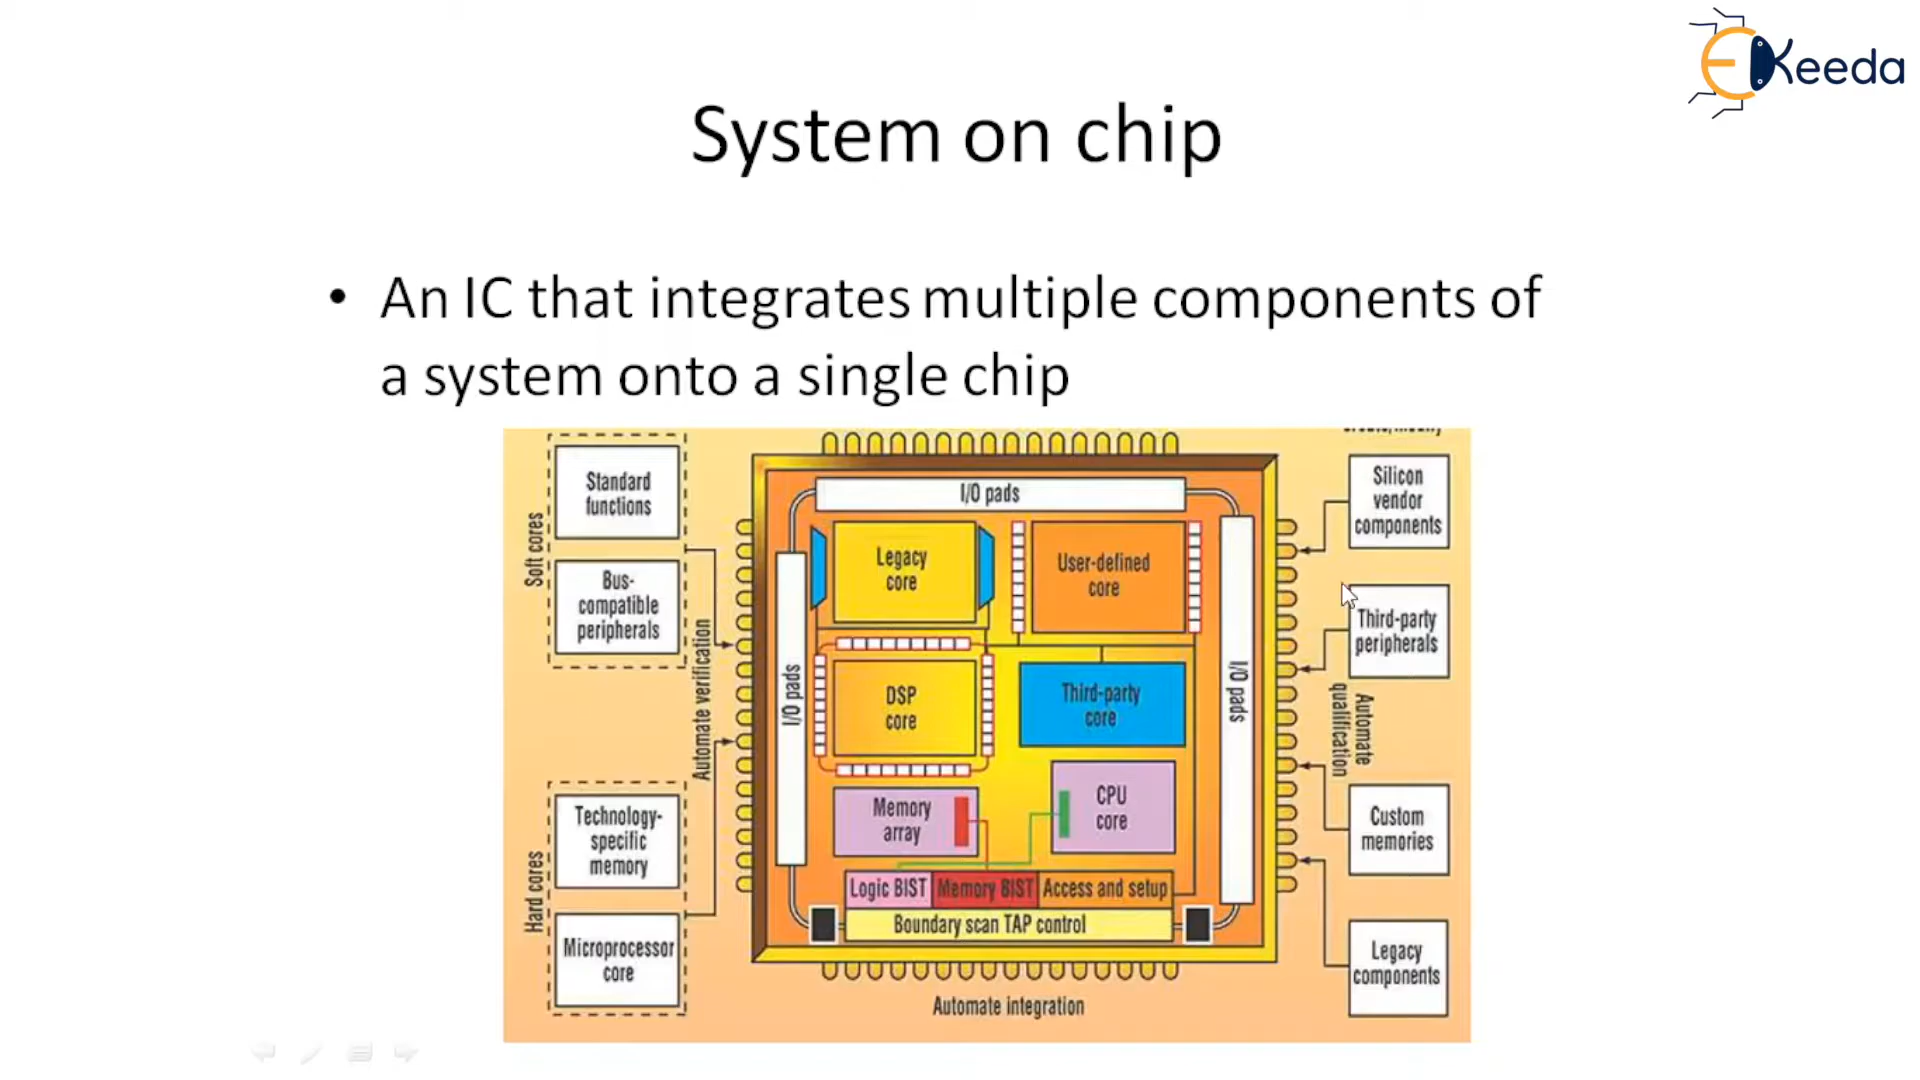 EKeeda
System on chip
• An IC that integrates multiple components of
a system onto a single chip
Soft cores
Standard
functions
Bus-
compatible
peripherals
Automate verification
Hard cores
Technology-
specific
memory
Microprocessor
core
I/O pads
I/O pads
I/O pads
Legacy
core
User-defined
core
DSP
core
Third-party
core
Memory
array
CPU
core
Logic BIST
Memory BIST
Access and setup
Boundary scan TAP control
Automate integration
Silicon
vendor
components
Third-party
peripherals
Automate
qualification
Custom
memories
Legacy
components